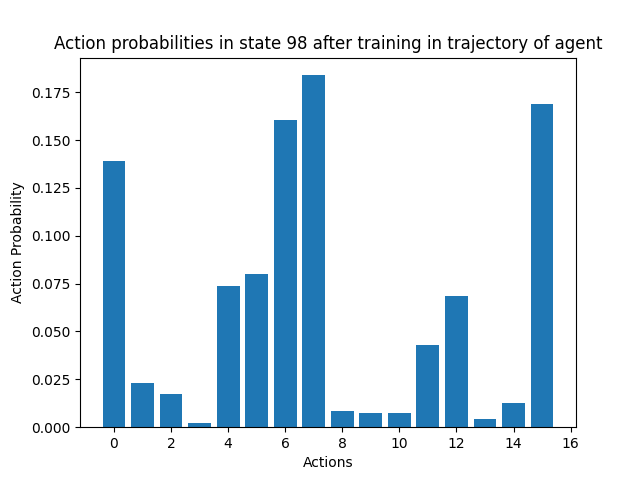 Action probabilities in state 98 after training in trajectory of agent
0.175
0.150
0.125
0.100
0.075
0.050
0.025
0.000
Action Probability
0 2 4 6 8 10 12 14 16
Actions